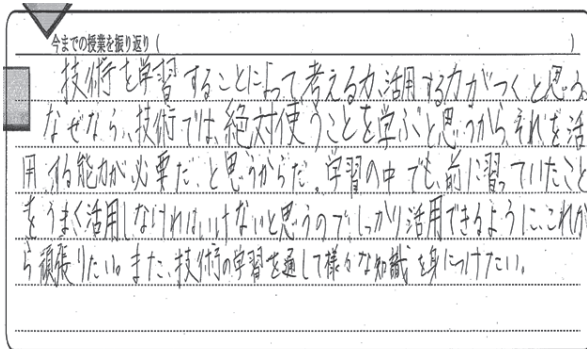 今までの授業を振り返り( )
技術を学習することによって考える力、活用する力がつくと思う。
なぜなら、技術では、絶対使うことを学ぶと思うから、それを活
用する能力が必要だと思うからだ。学習の中でも、前に習っていたこと
をうまく活用しなければいけないと思うので、しっかり活用できるように、これか
ら頑張りたい。また、技術の学習を通して様々な知識を身につけたい。